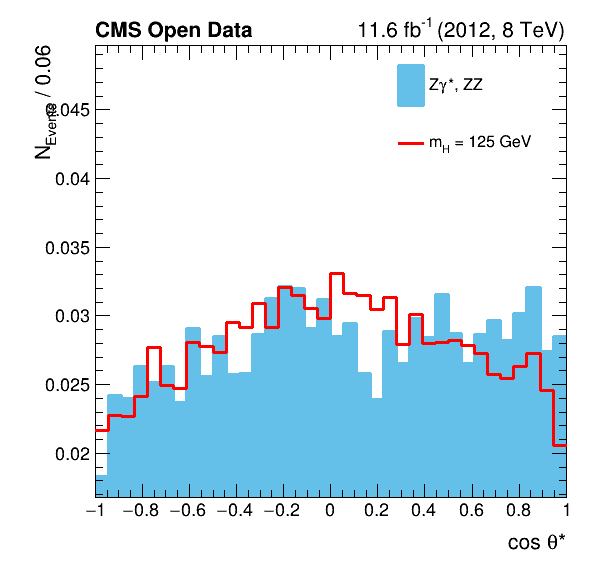 CMS Open Data
11.6 fb⁻¹ (2012, 8 TeV)
N_Events / 0.06
Zγ*, ZZ
m_H = 125 GeV
0.045
0.04
0.035
0.03
0.025
0.02
−1 −0.8 −0.6 −0.4 −0.2 0 0.2 0.4 0.6 0.8 1
cos θ*